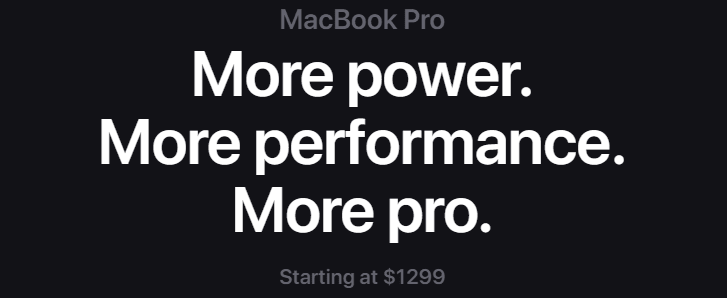 MacBook Pro
More power.
More performance.
More pro.
Starting at $1299